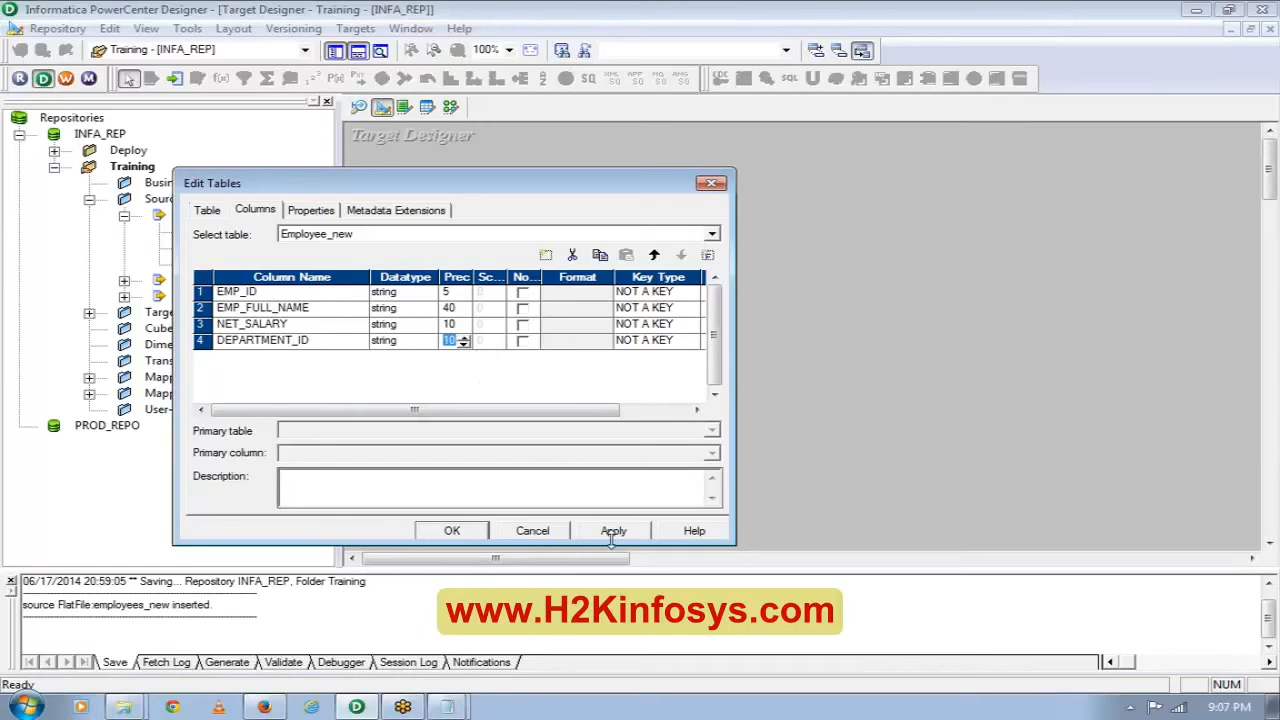 Informatica PowerCenter Designer - [Target Designer - Training - [INFA_REP]]
Repository Edit View Tools Layout Targets Versioning Window Help
Training - [INFA_REP]
100%
R D W M
Repositories
INFA_REP
Deploy
Training
Busin
Sour
Targe
Cube
Dime
Trans
Mapp
Mapp
User-
PROD_REPO
Target Designer
Edit Tables
Table Columns Properties Metadata Extensions
Select table: Employee_new
Column Name Datatype Prec Sc... No... Format Key Type
1 EMP_ID string 5 0 NOT A KEY
2 EMP_FULL_NAME string 40 0 NOT A KEY
3 NET_SALARY string 10 0 NOT A KEY
4 DEPARTMENT_ID string 10 0 NOT A KEY
Primary table
Primary column:
Description:
OK Cancel Apply Help
06/17/2014 20:59:05 ** Saving... Repository INFA_REP, Folder Training
source FlatFile:employees_new inserted.
www.H2Kinfosys.com
Save Fetch Log Generate Validate Debugger Session Log Notifications
Ready
NUM
9:07 PM